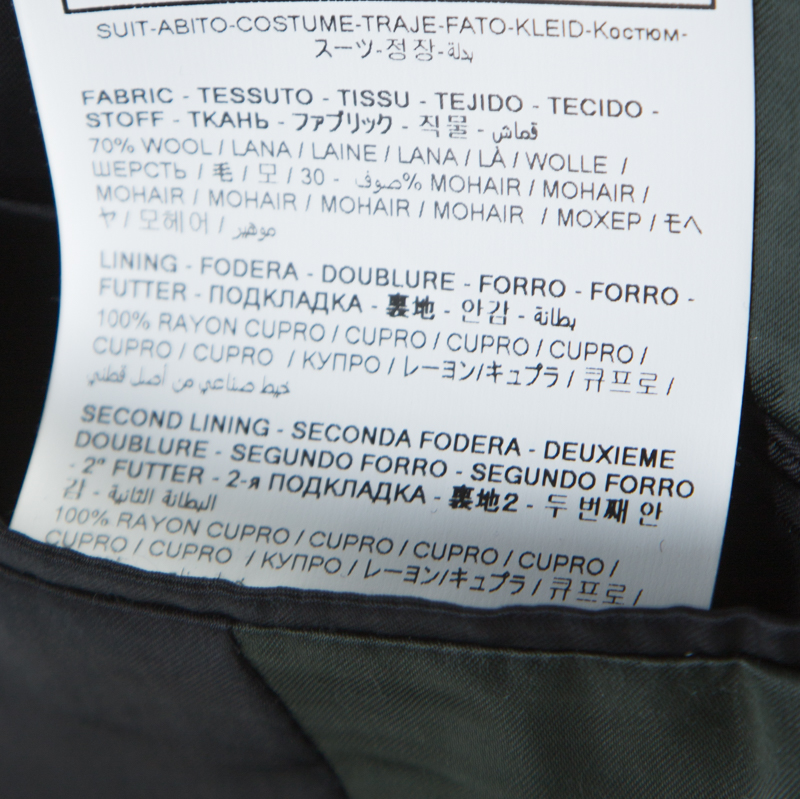 SUIT-ABITO-COSTUME-TRAJE-FATO-KLEID-Костюм-
スーツ-정장-بدلة
FABRIC - TESSUTO - TISSU - TEJIDO - TECIDO -
STOFF - ТКАНЬ - ファブリック - 직물 - قماش
70% WOOL / LANA / LAINE / LANA / LÀ / WOLLE /
ШЕРСТЬ / 毛 / 모 / 30 - صوف% MOHAIR / MOHAIR /
MOHAIR / MOHAIR / MOHAIR / MOHAIR / МОХЕР / モヘ
ヤ / 모헤어 / موهير
LINING - FODERA - DOUBLURE - FORRO - FORRO -
FUTTER - ПОДКЛАДКА - 裏地 - 안감 - بطانة
100% RAYON CUPRO / CUPRO / CUPRO / CUPRO /
CUPRO / CUPRO / КУПРО / レーヨン/キュプラ / 큐프로 /
خيط صناعي من أصل قطني
SECOND LINING - SECONDA FODERA - DEUXIEME
DOUBLURE - SEGUNDO FORRO - SEGUNDO FORRO
- 2" FUTTER - 2-я ПОДКЛАДКА - 裏地2 - 두 번째 안
감 - البطانة الثانية
100% RAYON CUPRO / CUPRO / CUPRO / CUPRO /
CUPRO / CUPRO / КУПРО / レーヨン/キュプラ / 큐프로 /